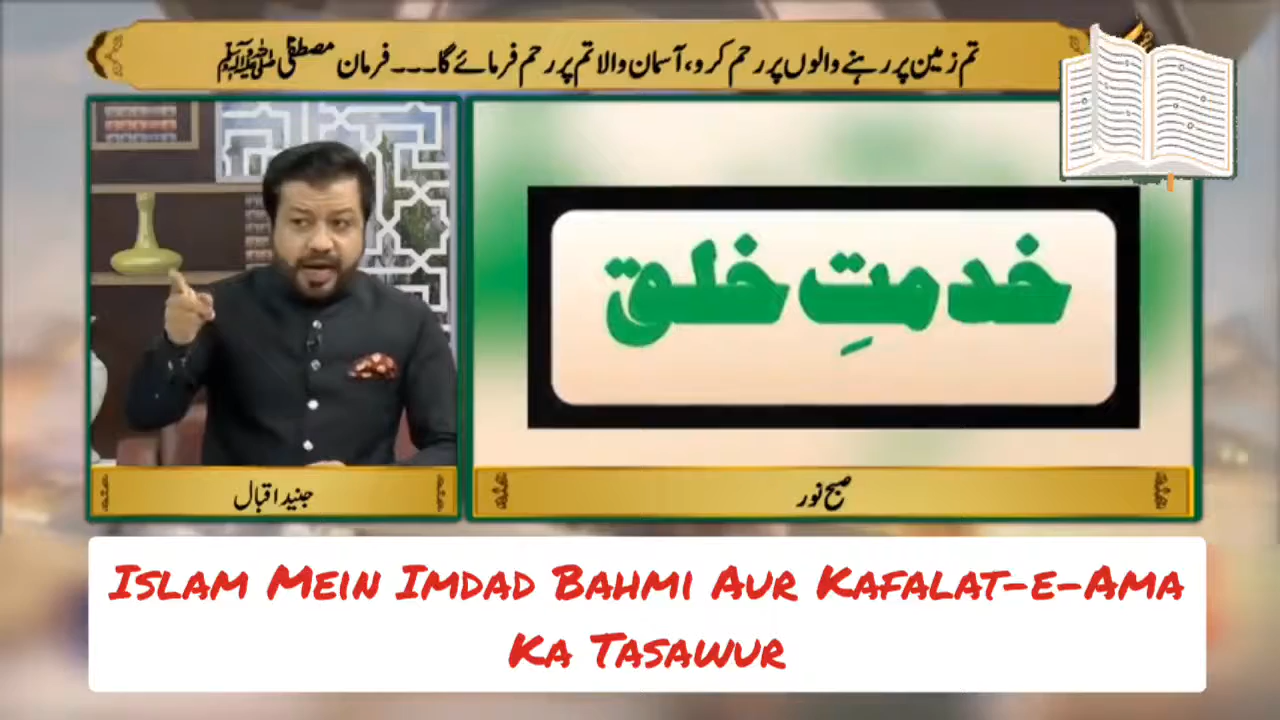 تم زمین پر رہنے والوں پر رحم کرو، آسمان والا تم پر رحم فرمائے گا۔۔۔ فرمان مصطفٰی ﷺ
خدمتِ خلق
جنید اقبال
صبح نور
Islam Mein Imdad Bahmi Aur Kafalat-e-Ama
Ka Tasawur